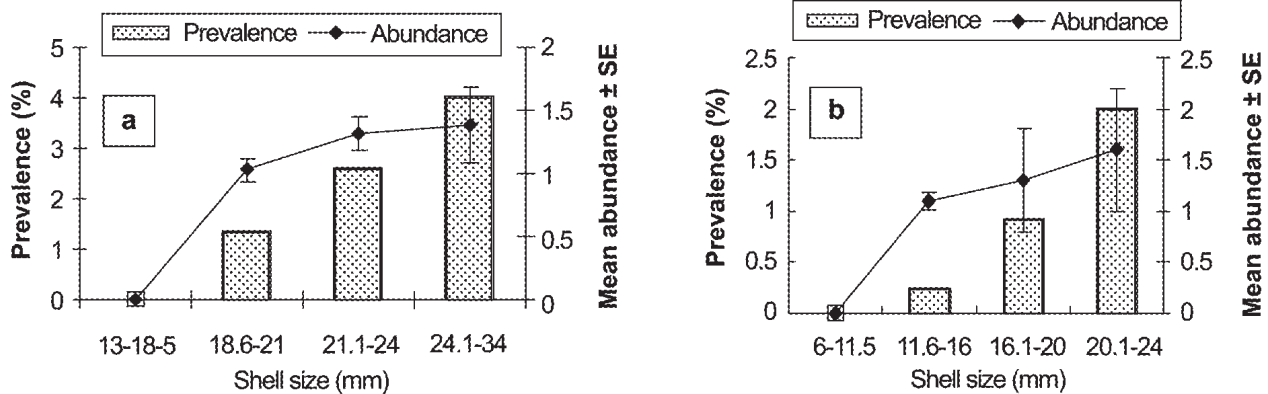 Prevalence Abundance
5 2
4 1.5
3 1
2 0.5
1 0
0
a
Prevalence (%)
Mean abundance ± SE
13-18-5 18.6-21 21.1-24 24.1-34
Shell size (mm)
Prevalence Abundance
2.5 2.5
2 2
1.5 1.5
1 1
0.5 0.5
0 0
b
Prevalence (%)
Mean abundance ± SE
6-11.5 11.6-16 16.1-20 20.1-24
Shell size (mm)